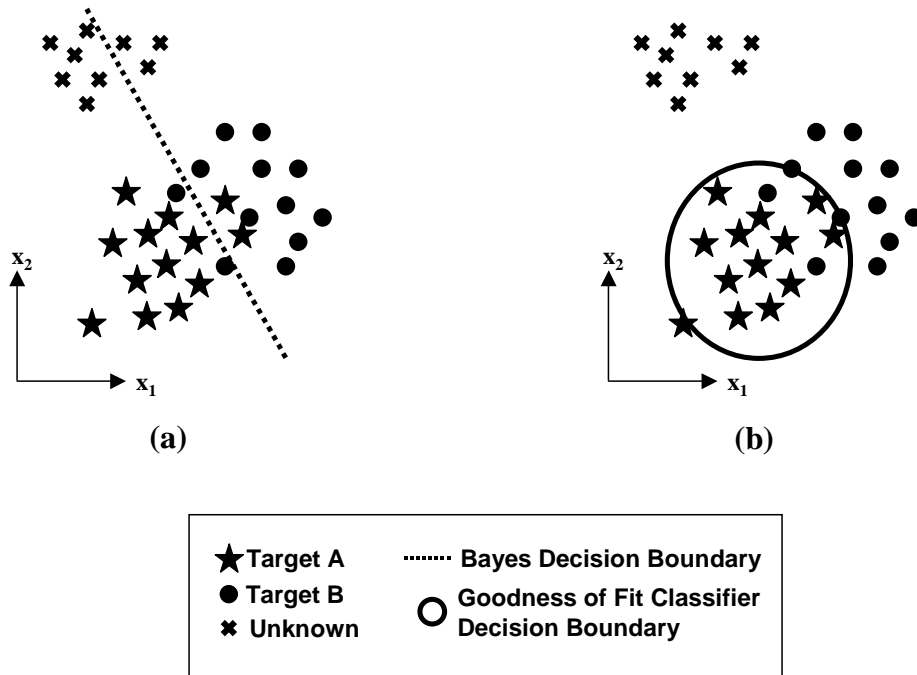 x2
x1
(a)
x2
x1
(b)
Target A
Target B
Unknown
Bayes Decision Boundary
Goodness of Fit Classifier
Decision Boundary